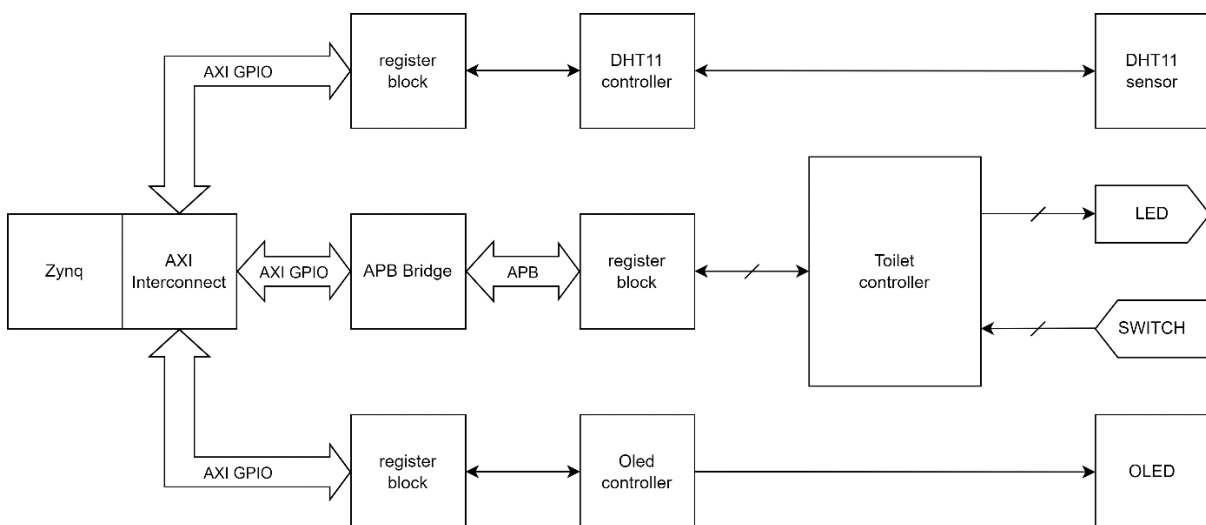 AXI GPIO
register
block
DHT11
controller
DHT11
sensor
Zynq
AXI
Interconnect
AXI GPIO
APB Bridge
APB
register
block
Toilet
controller
LED
SWITCH
AXI GPIO
register
block
Oled
controller
OLED